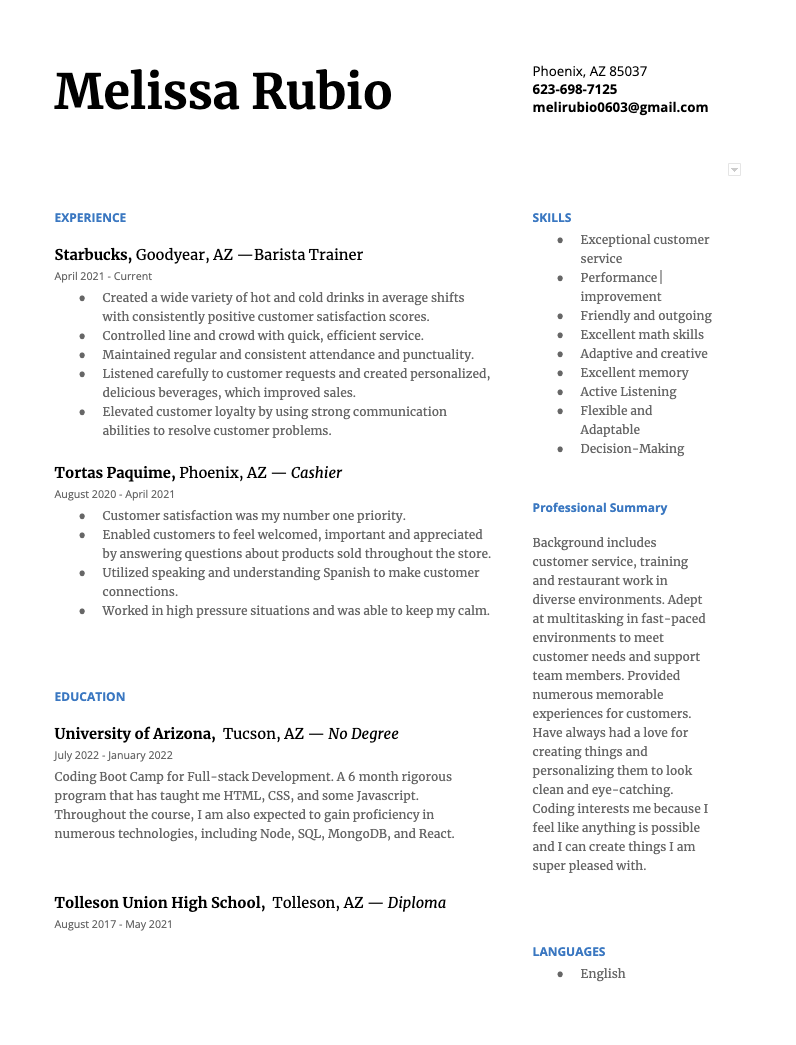 Melissa Rubio
Phoenix, AZ 85037
623-698-7125
melirubio0603@gmail.com
EXPERIENCE
Starbucks, Goodyear, AZ —Barista Trainer
April 2021 - Current
● Created a wide variety of hot and cold drinks in average shifts
with consistently positive customer satisfaction scores.
● Controlled line and crowd with quick, efficient service.
● Maintained regular and consistent attendance and punctuality.
● Listened carefully to customer requests and created personalized,
delicious beverages, which improved sales.
● Elevated customer loyalty by using strong communication
abilities to resolve customer problems.
Tortas Paquime, Phoenix, AZ — Cashier
August 2020 - April 2021
● Customer satisfaction was my number one priority.
● Enabled customers to feel welcomed, important and appreciated
by answering questions about products sold throughout the store.
● Utilized speaking and understanding Spanish to make customer
connections.
● Worked in high pressure situations and was able to keep my calm.
EDUCATION
University of Arizona, Tucson, AZ — No Degree
July 2022 - January 2022
Coding Boot Camp for Full-stack Development. A 6 month rigorous
program that has taught me HTML, CSS, and some Javascript.
Throughout the course, I am also expected to gain proficiency in
numerous technologies, including Node, SQL, MongoDB, and React.
Tolleson Union High School, Tolleson, AZ — Diploma
August 2017 - May 2021
SKILLS
● Exceptional customer
service
● Performance
improvement
● Friendly and outgoing
● Excellent math skills
● Adaptive and creative
● Excellent memory
● Active Listening
● Flexible and
Adaptable
● Decision-Making
Professional Summary
Background includes
customer service, training
and restaurant work in
diverse environments. Adept
at multitasking in fast-paced
environments to meet
customer needs and support
team members. Provided
numerous memorable
experiences for customers.
Have always had a love for
creating things and
personalizing them to look
clean and eye-catching.
Coding interests me because I
feel like anything is possible
and I can create things I am
super pleased with.
LANGUAGES
● English